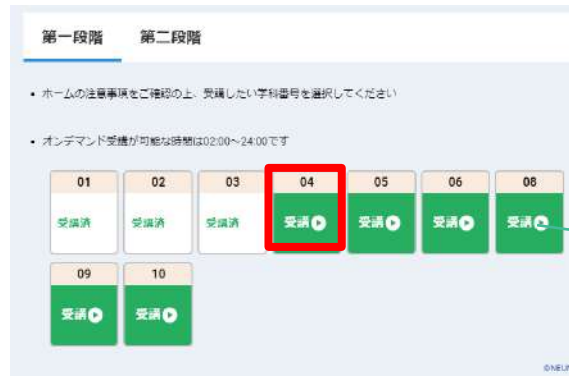 第一段階 第二段階
• ホームの注意事項をご確認の上、受講したい学科番号を選択してください
• オンデマンド受講が可能な時間は02:00~24:00です
01 02 03 04 05 06 08
受講済 受講済 受講済 受講 受講 受講 受講
09 10
受講 受講